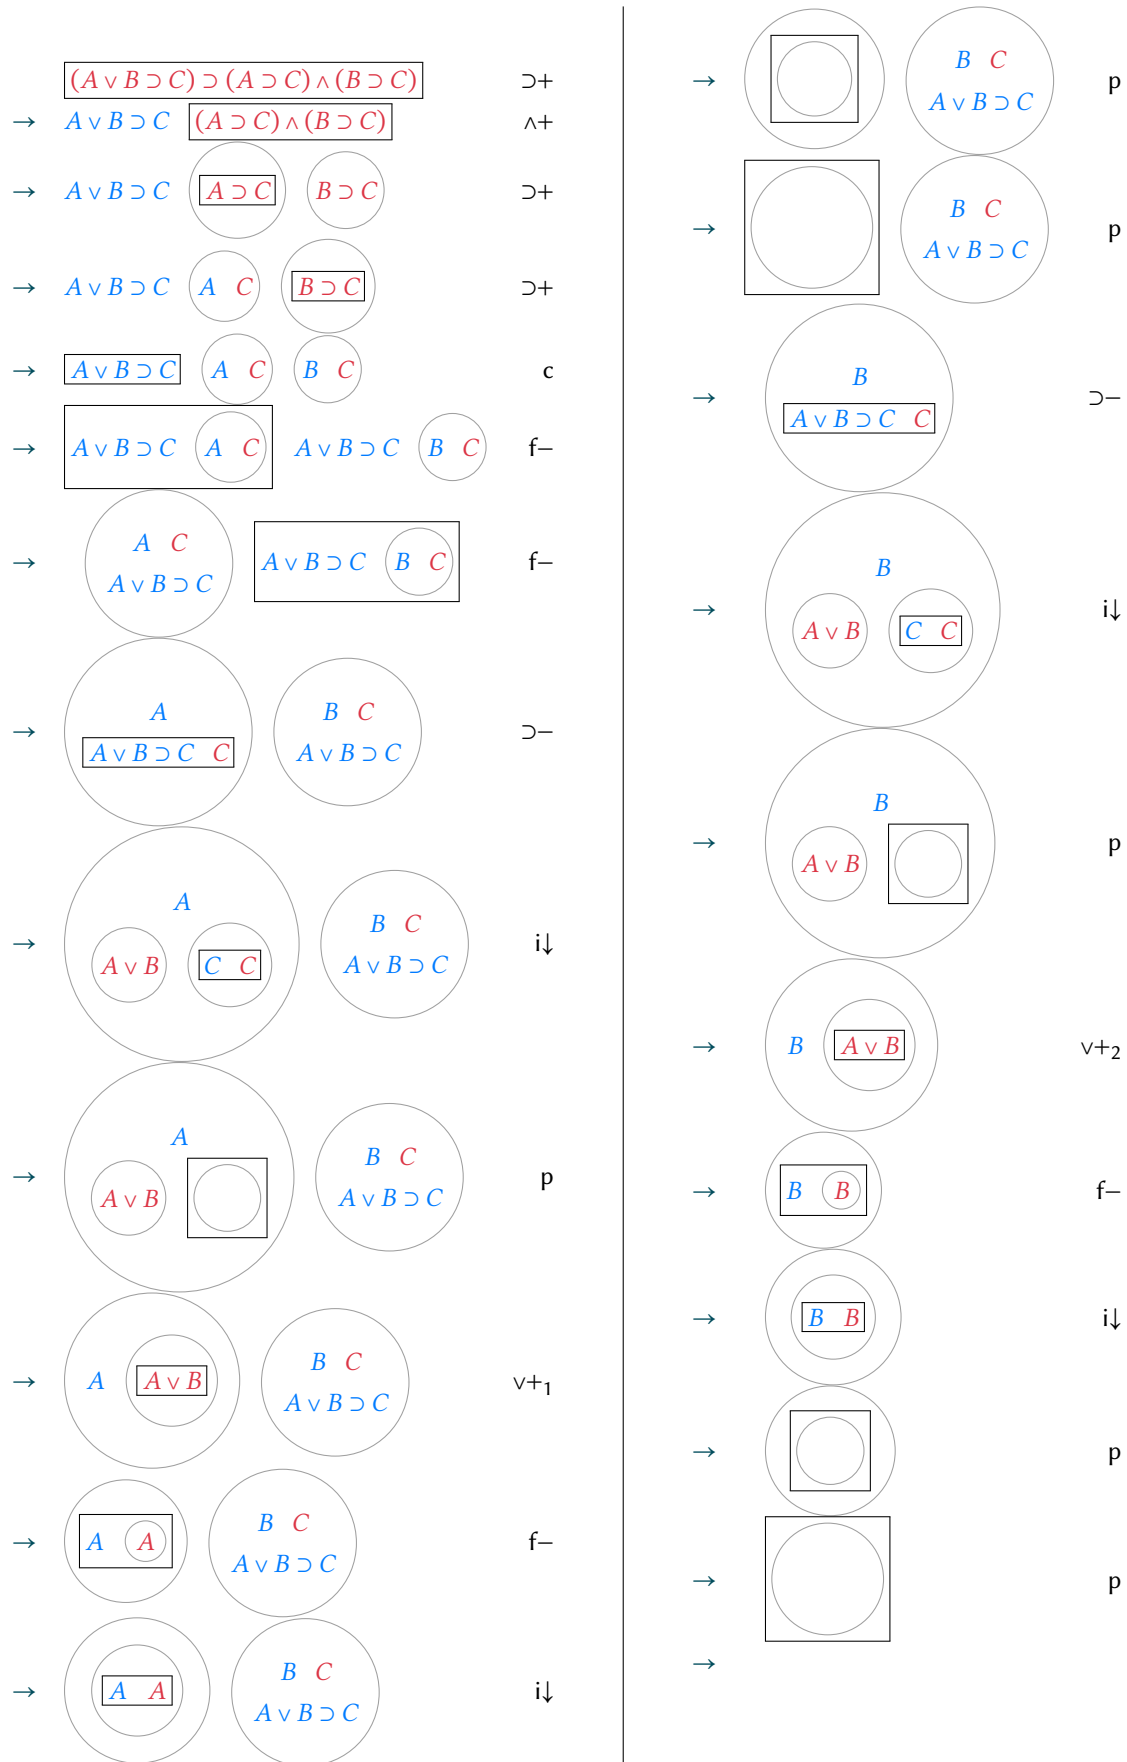 (A ∨ B ⊃ C) ⊃ (A ⊃ C) ∧ (B ⊃ C) ⊃+
→ A ∨ B ⊃ C (A ⊃ C) ∧ (B ⊃ C) ∧+
→ A ∨ B ⊃ C A ⊃ C B ⊃ C ⊃+
→ A ∨ B ⊃ C A C B ⊃ C ⊃+
→ A ∨ B ⊃ C A C B C c
→ A ∨ B ⊃ C A C A ∨ B ⊃ C B C f−
A C
→ A ∨ B ⊃ C B C f−
A ∨ B ⊃ C
A B C
→ ⊃−
A ∨ B ⊃ C C A ∨ B ⊃ C
A B C
→ i↓
A ∨ B C C A ∨ B ⊃ C
A B C
→ p
A ∨ B A ∨ B ⊃ C
B C
→ A A ∨ B ∨+₁
A ∨ B ⊃ C
B C
→ A A f−
A ∨ B ⊃ C
B C
→ A A i↓
A ∨ B ⊃ C
B C
→ p
A ∨ B ⊃ C
B C
→ p
A ∨ B ⊃ C
B
→ ⊃−
A ∨ B ⊃ C C
B
→ i↓
A ∨ B C C
B
→ p
A ∨ B
→ B A ∨ B ∨+₂
→ B B f−
→ B B i↓
→ p
→ p
→